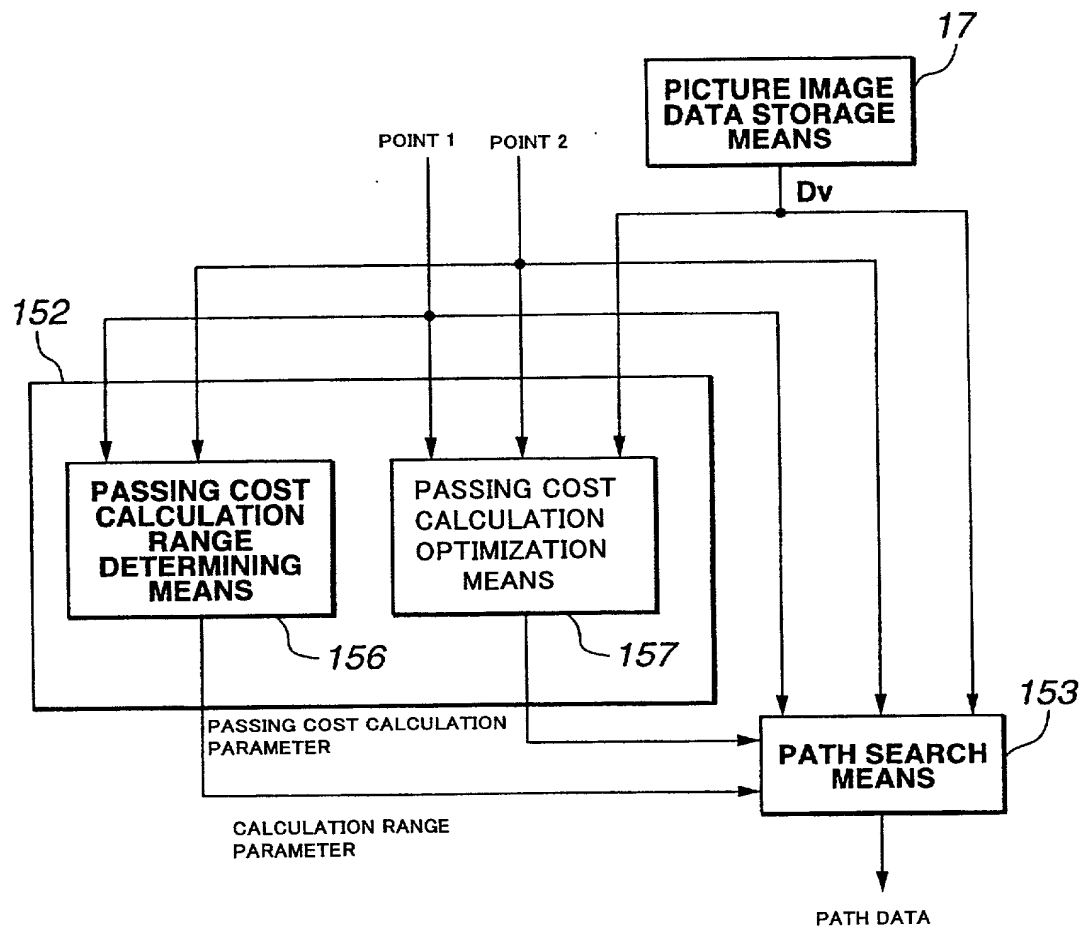 17
PICTURE IMAGE
DATA STORAGE
MEANS
POINT 1
POINT 2
Dv
152
PASSING COST
CALCULATION
RANGE
DETERMINING
MEANS
PASSING COST
CALCULATION
OPTIMIZATION
MEANS
156
157
PASSING COST CALCULATION
PARAMETER
153
PATH SEARCH
MEANS
CALCULATION RANGE
PARAMETER
PATH DATA